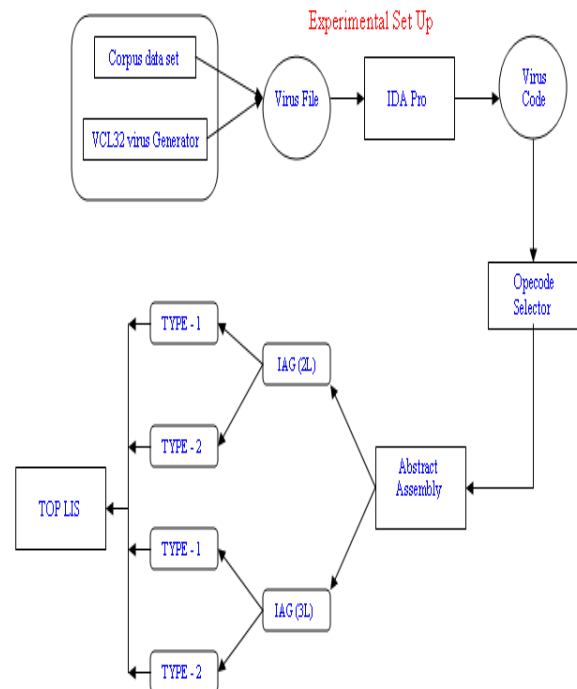 Experimental Set Up
Corpus data set
VCL32 virus Generator
Virus File
IDA Pro
Virus
Code
Opecode
Selector
TYPE - 1
IAG (2L)
TYPE - 2
Abstract
Assembly
TOP LIS
TYPE - 1
IAG (3L)
TYPE - 2